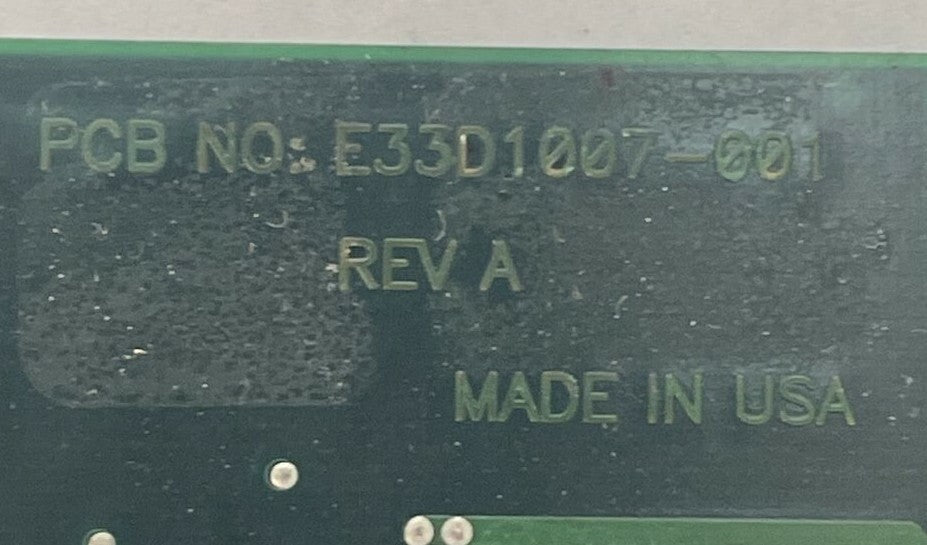 PCB NO: E33D1007-001
REV A
MADE IN USA